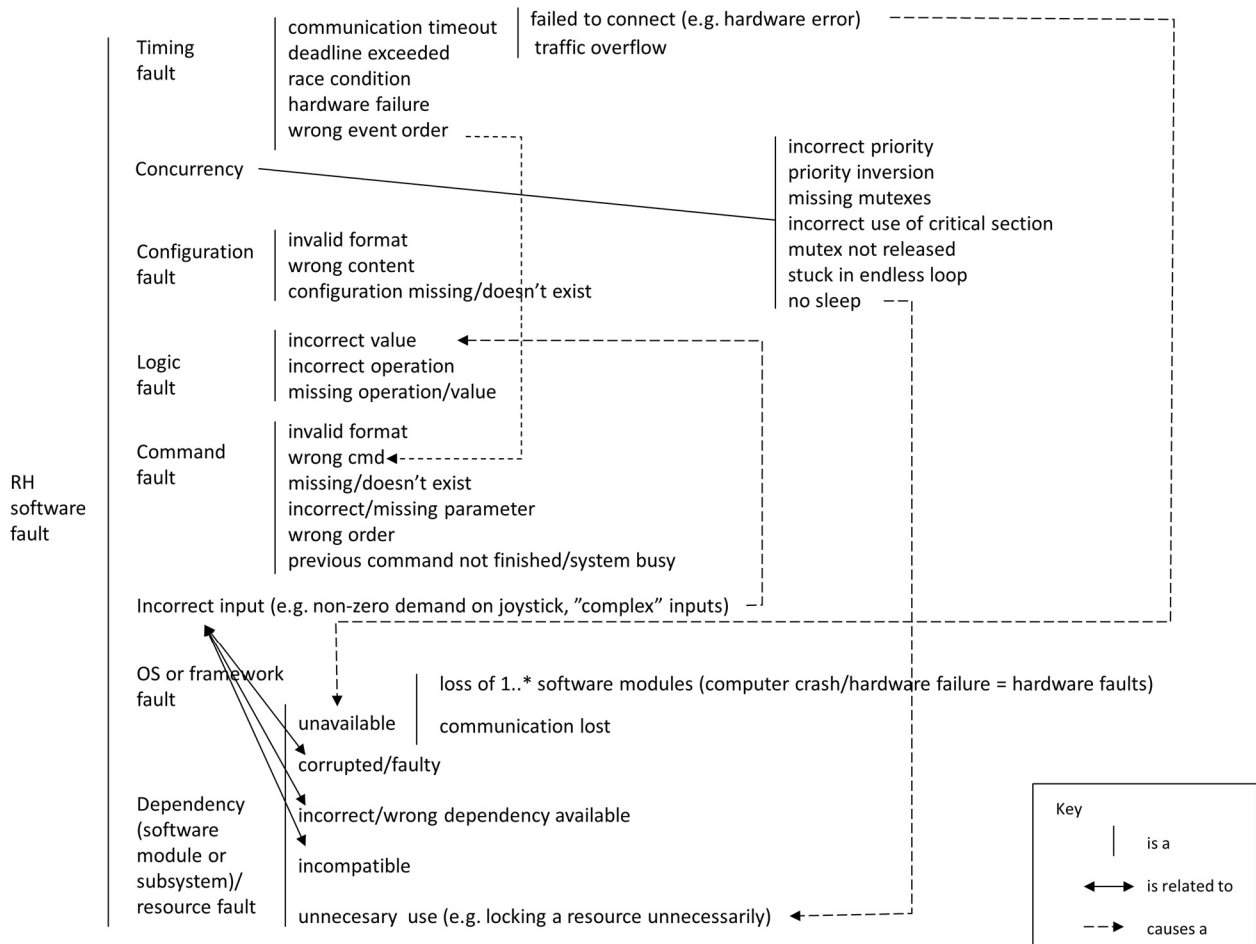 failed to connect (e.g. hardware error)
traffic overflow
communication timeout
deadline exceeded
race condition
hardware failure
wrong event order
Timing
fault
Concurrency
incorrect priority
priority inversion
missing mutexes
incorrect use of critical section
mutex not released
stuck in endless loop
no sleep
Configuration
fault
invalid format
wrong content
configuration missing/doesn't exist
Logic
fault
incorrect value
incorrect operation
missing operation/value
Command
fault
invalid format
wrong cmd
missing/doesn't exist
incorrect/missing parameter
wrong order
previous command not finished/system busy
RH
software
fault
Incorrect input (e.g. non-zero demand on joystick, ”complex” inputs)
OS or framework
fault
loss of 1..* software modules (computer crash/hardware failure = hardware faults)
unavailable
communication lost
corrupted/faulty
Dependency
(software
module or
subsystem)/
resource fault
incorrect/wrong dependency available
incompatible
unnecesary use (e.g. locking a resource unnecessarily)
Key
is a
is related to
causes a